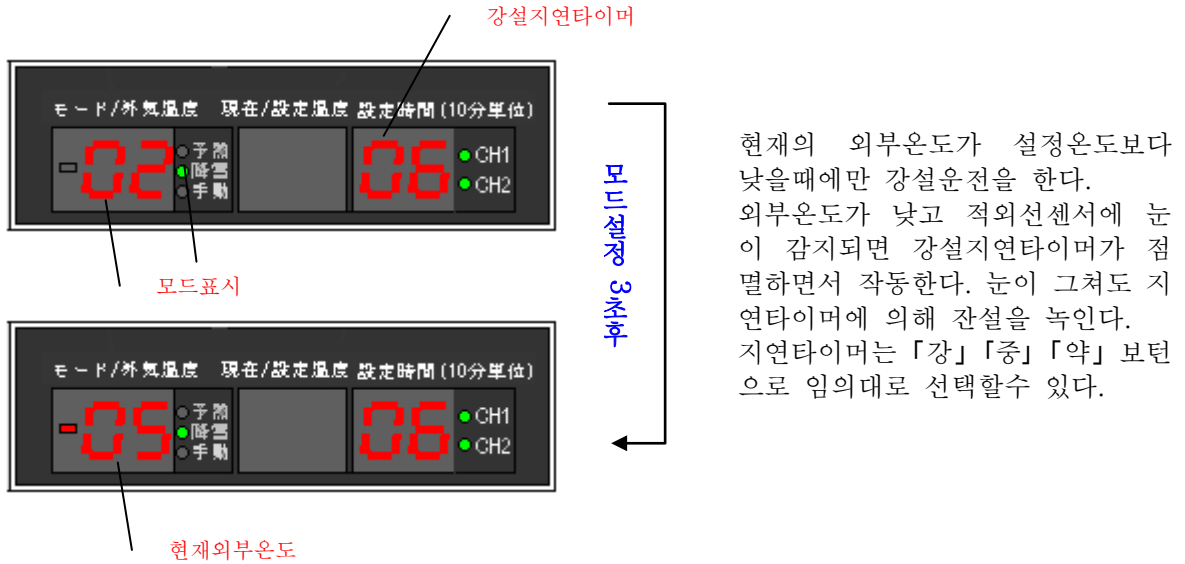 강설지연타이머
モード/外気温度 現在/設定温度 設定時間(10分単位)
-02 予熱 降雪 手動 06 CH1 CH2
모드표시
모드설정 3초후
モード/外気温度 現在/設定温度 設定時間(10分単位)
-05 予熱 降雪 手動 06 CH1 CH2
현재외부온도
현재의 외부온도가 설정온도보다
낮을때에만 강설운전을 한다.
외부온도가 낮고 적외선센서에 눈
이 감지되면 강설지연타이머가 점
멸하면서 작동한다. 눈이 그쳐도 지
연타이머에 의해 잔설을 녹인다.
지연타이머는 「강」 「중」 「약」 보턴
으로 임의대로 선택할수 있다.